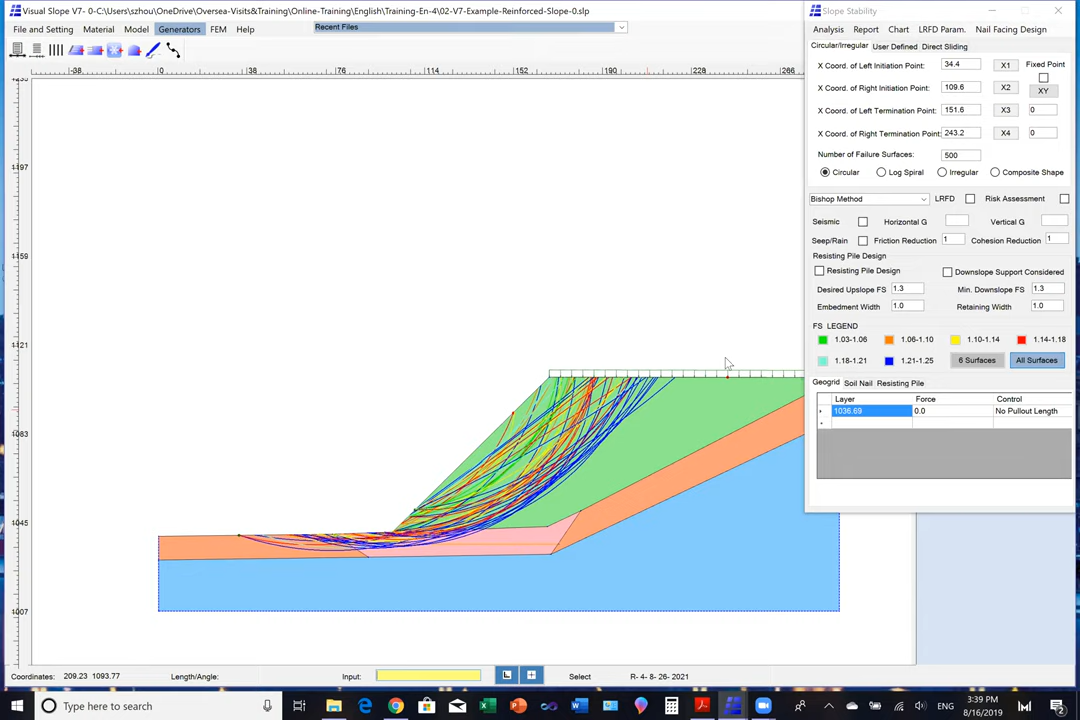 Visual Slope V7- 0-C:\Users\szhou\OneDrive\Oversea-Visits&Training\Online-Training\English\Training-En-4\02-V7-Example-Reinforced-Slope-0.slp
File and Setting Material Model Generators FEM Help Recent Files
-38 0 38 76 114 152 190 228 266
1197
1159
1121
1083
1045
1007
Coordinates: 209.23 1093.77 Length/Angle: Input: Select R- 4- 8- 26- 2021
Slope Stability
Analysis Report Chart LRFD Param. Nail Facing Design
Circular/Irregular User Defined Direct Sliding
X Coord. of Left Initiation Point: 34.4 X1 Fixed Point
X Coord. of Right Initiation Point: 109.6 X2 XY
X Coord. of Left Termination Point: 151.6 X3 0
X Coord. of Right Termination Point: 243.2 X4 0
Number of Failure Surfaces: 500
Circular Log Spiral Irregular Composite Shape
Bishop Method LRFD Risk Assessment
Seismic Horizontal G Vertical G
Seep/Rain Friction Reduction 1 Cohesion Reduction 1
Resisting Pile Design
Resisting Pile Design Downslope Support Considered
Desired Upslope FS 1.3 Min. Downslope FS 1.3
Embedment Width 1.0 Retaining Width 1.0
FS LEGEND
1.03-1.06 1.06-1.10 1.10-1.14 1.14-1.18
1.18-1.21 1.21-1.25 6 Surfaces All Surfaces
Geogrid Soil Nail Resisting Pile
Layer Force Control
1036.69 0.0 No Pullout Length
Type here to search
ENG
3:39 PM
8/16/2019
2